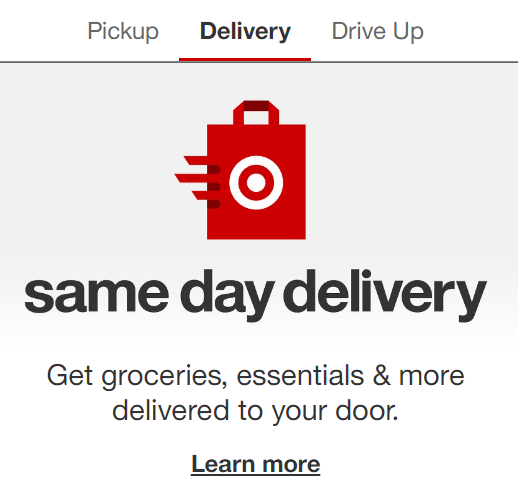 Pickup Delivery Drive Up
same day delivery
Get groceries, essentials & more
delivered to your door.
Learn more